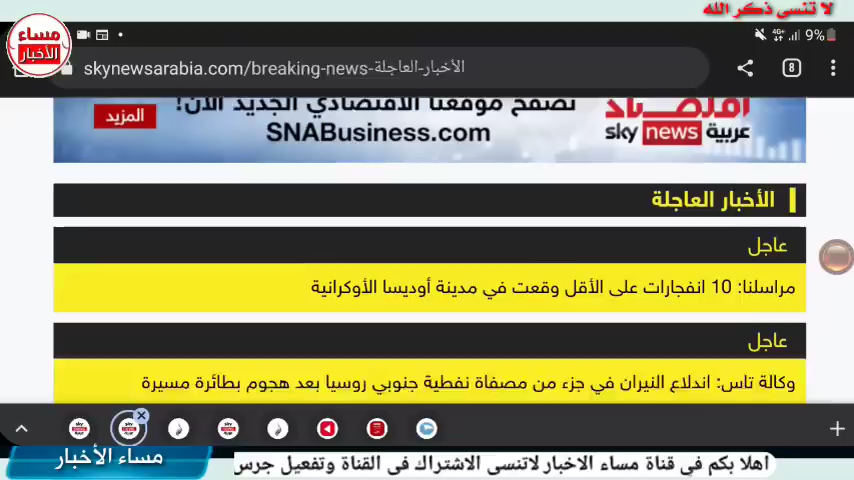 لا تنسى ذكر الله
مساء
الأخبار
9%
4G+
skynewsarabia.com/breaking-news-الأخبار-العاجلة
8
تصفح موقعنا الاقتصادي الجديد الآن!
اقتصاد
المزيد
SNABusiness.com
sky news عربية
الأخبار العاجلة
عاجل
مراسلنا: 10 انفجارات على الأقل وقعت في مدينة أوديسا الأوكرانية
عاجل
وكالة تاس: اندلاع النيران في جزء من مصفاة نفطية جنوبي روسيا بعد هجوم بطائرة مسيرة
مساء الأخبار
اهلا بكم في قناة مساء الاخبار لاتنسى الاشتراك في القناة وتفعيل جرس